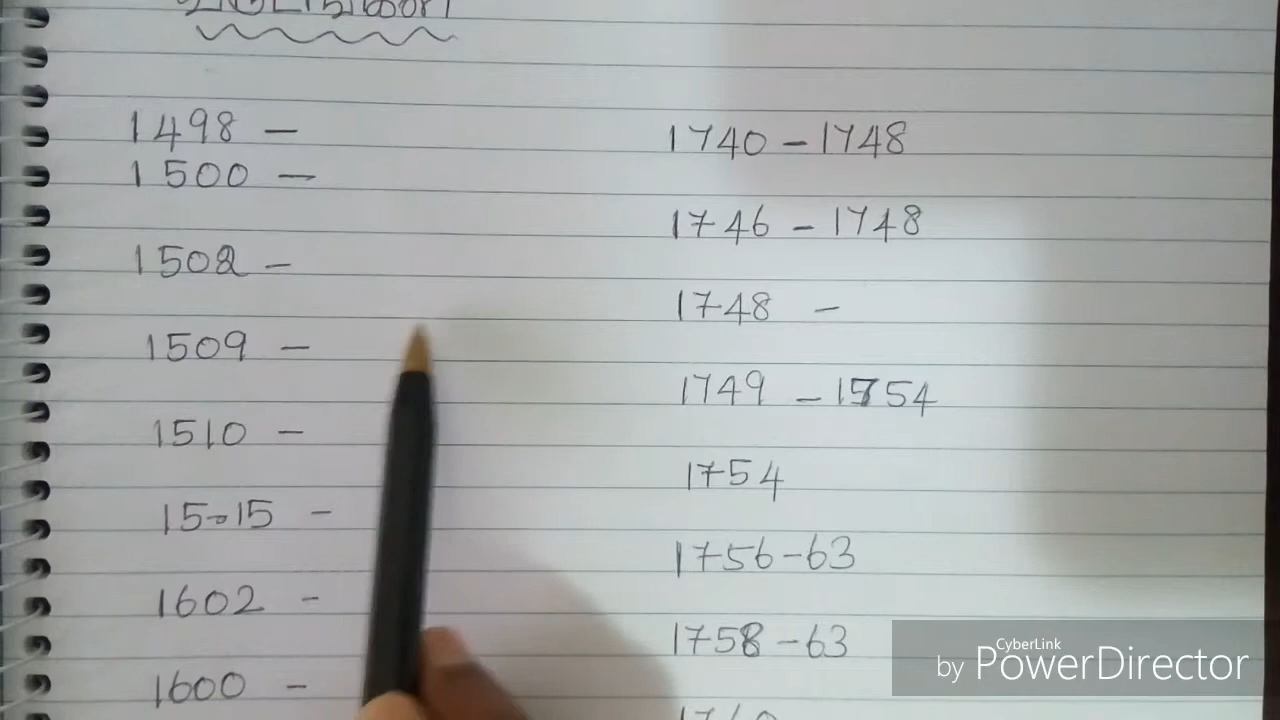 1498 –
1500 –
1502 –
1509 –
1510 –
15-15 –
1602 –
1600 –
1740 – 1748
1746 – 1748
1748 –
1749 – 1754
1754
1756-63
1758-63
CyberLink
by PowerDirector